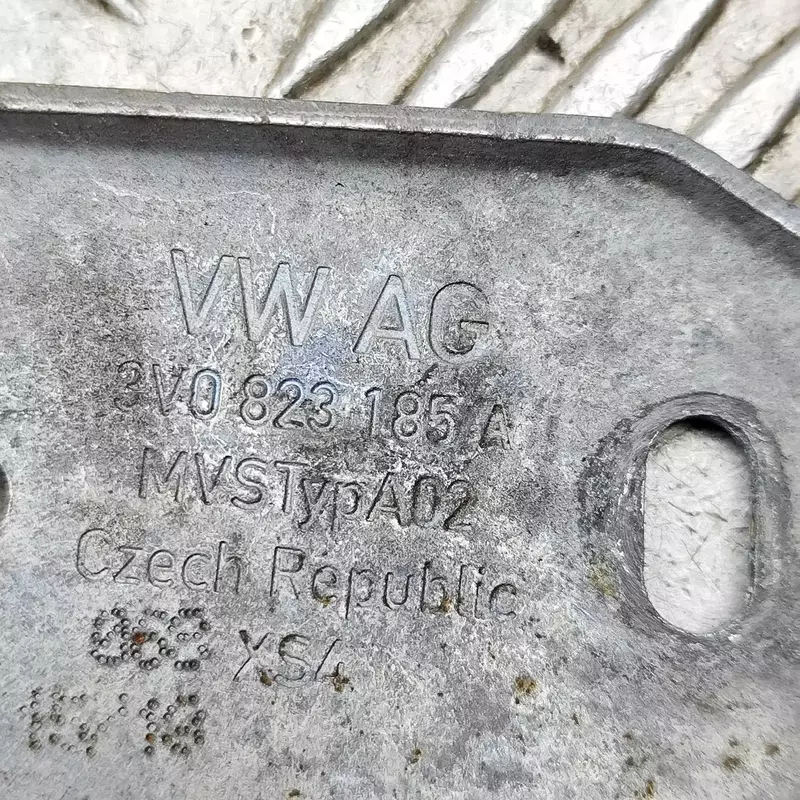 VW AG
3V0 823 185 A
MVSTypA02
Czech Republic
XS4